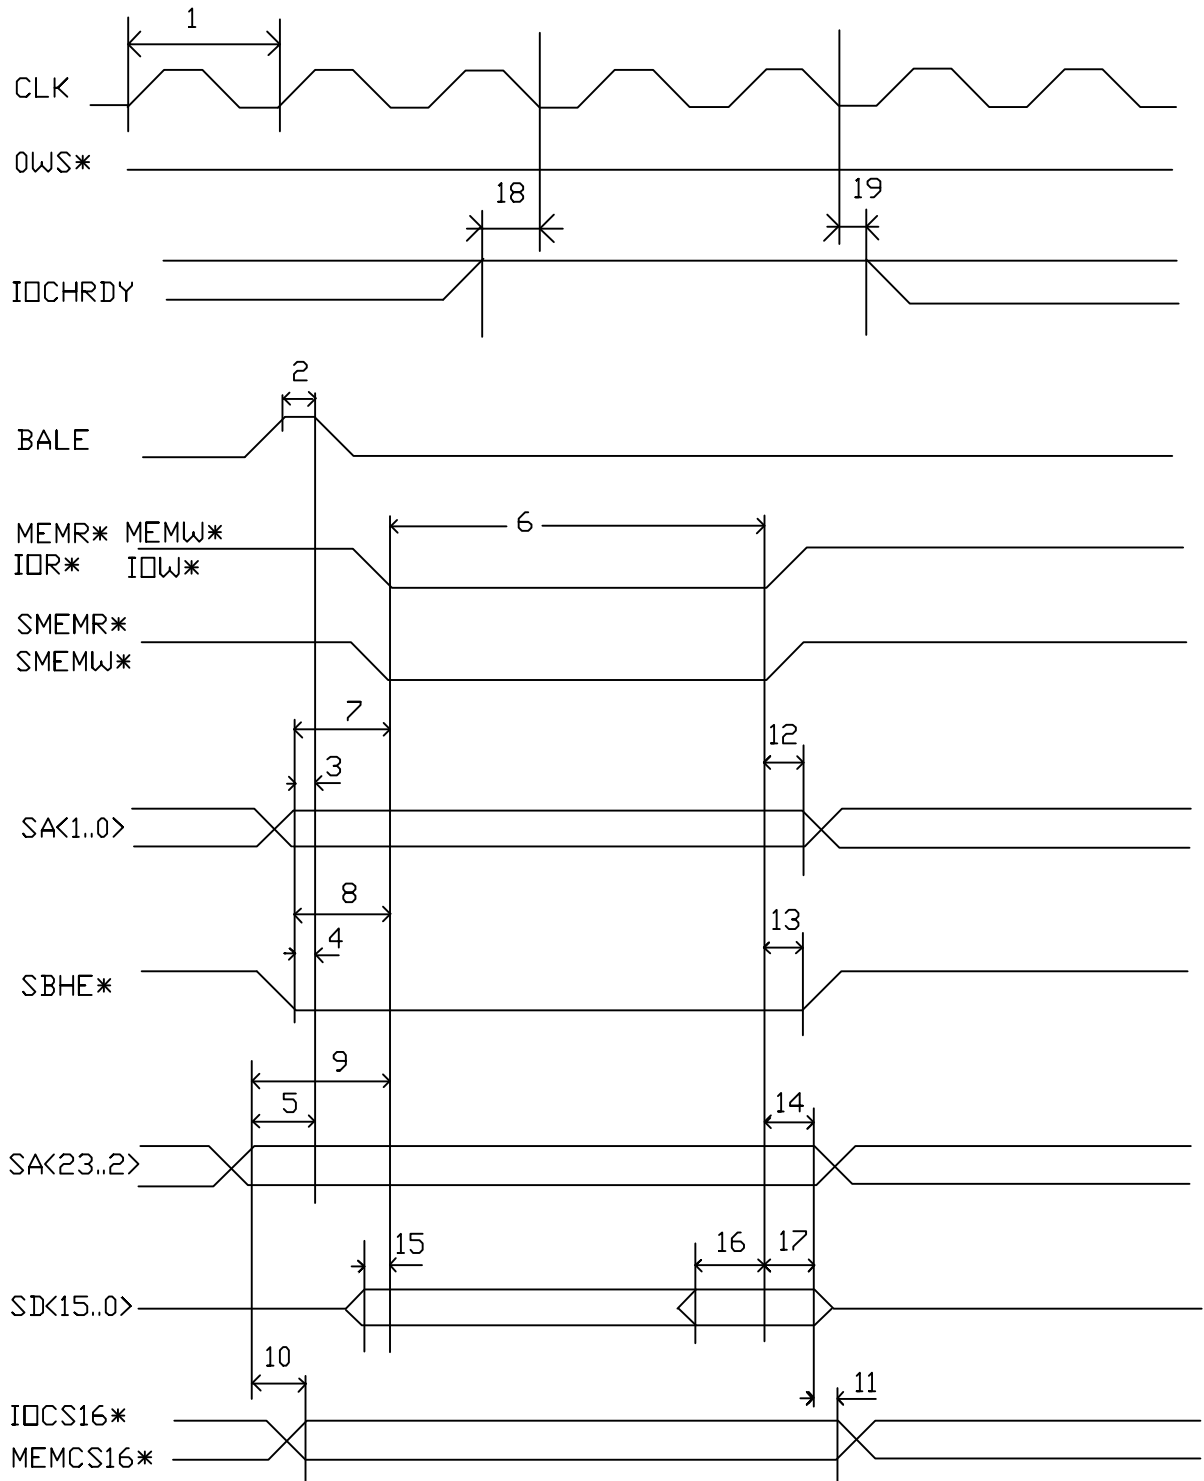 1
CLK
0WS*
18
19
IOCHRDY
2
BALE
MEMR* MEMW*
6
IOR* IOW*
SMEMR*
SMEMW*
7
12
3
SA<1..0>
8
13
4
SBHE*
9
5
14
SA<23..2>
15
16
17
SD<15..0>
10
11
IOCS16*
MEMCS16*